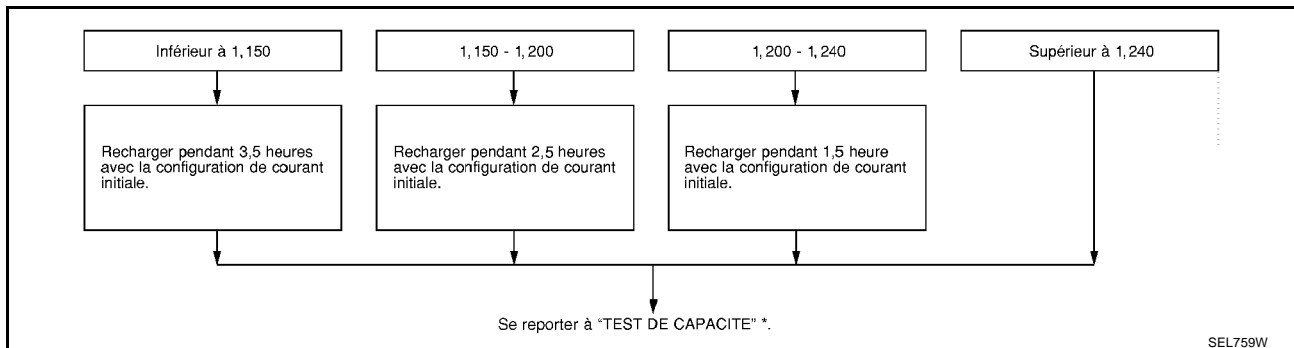 Inférieur à 1,150
1,150 - 1,200
1,200 - 1,240
Supérieur à 1,240
Recharger pendant 3,5 heures
avec la configuration de courant
initiale.
Recharger pendant 2,5 heures
avec la configuration de courant
initiale.
Recharger pendant 1,5 heure
avec la configuration de courant
initiale.
Se reporter à “TEST DE CAPACITE” *.
SEL759W